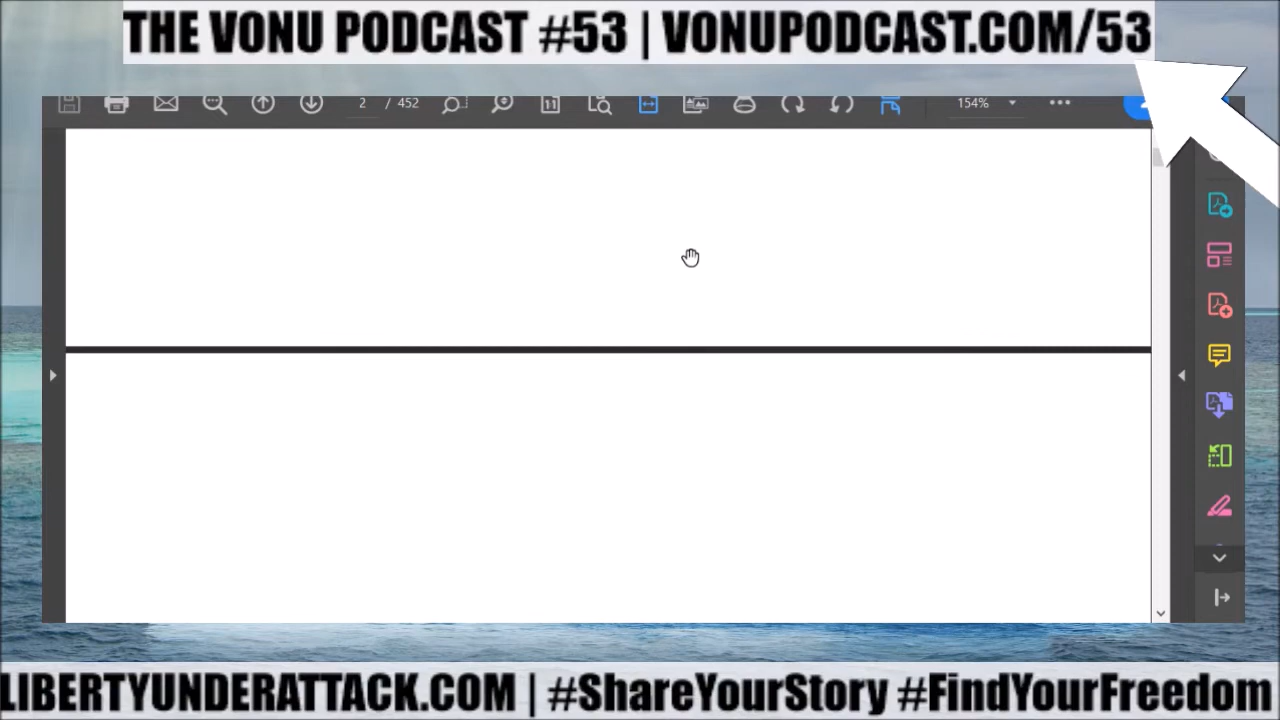 THE VONU PODCAST #53 | VONUPODCAST.COM/53
2 / 452
154%
LIBERTYUNDERATTACK.COM | #ShareYourStory #FindYourFreedom